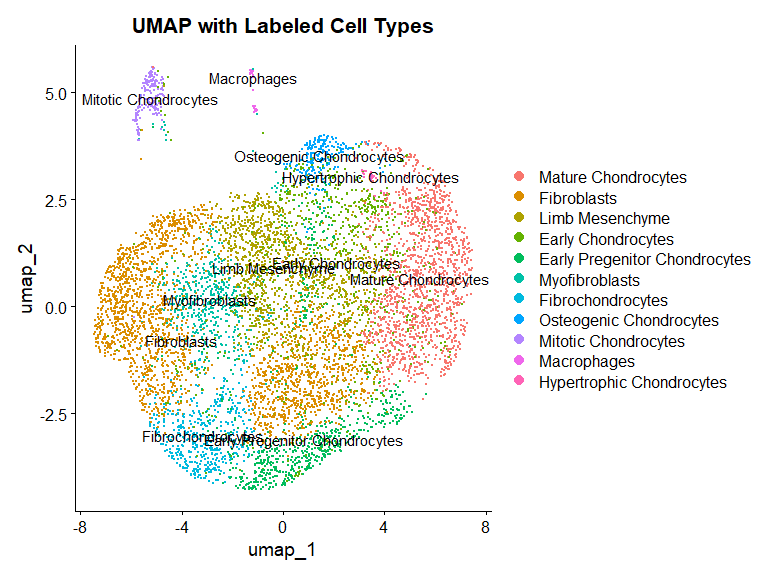 UMAP with Labeled Cell Types
umap_2
5.0
2.5
0.0
-2.5
Macrophages
Mitotic Chondrocytes
Osteogenic Chondrocytes
Hypertrophic Chondrocytes
Early Chondrocytes
Limb Mesenchyme
Mature Chondrocytes
Myofibroblasts
Fibroblasts
Fibrochondrocytes
Early Pregenitor Chondrocytes
-8
-4
0
4
8
umap_1
Mature Chondrocytes
Fibroblasts
Limb Mesenchyme
Early Chondrocytes
Early Pregenitor Chondrocytes
Myofibroblasts
Fibrochondrocytes
Osteogenic Chondrocytes
Mitotic Chondrocytes
Macrophages
Hypertrophic Chondrocytes